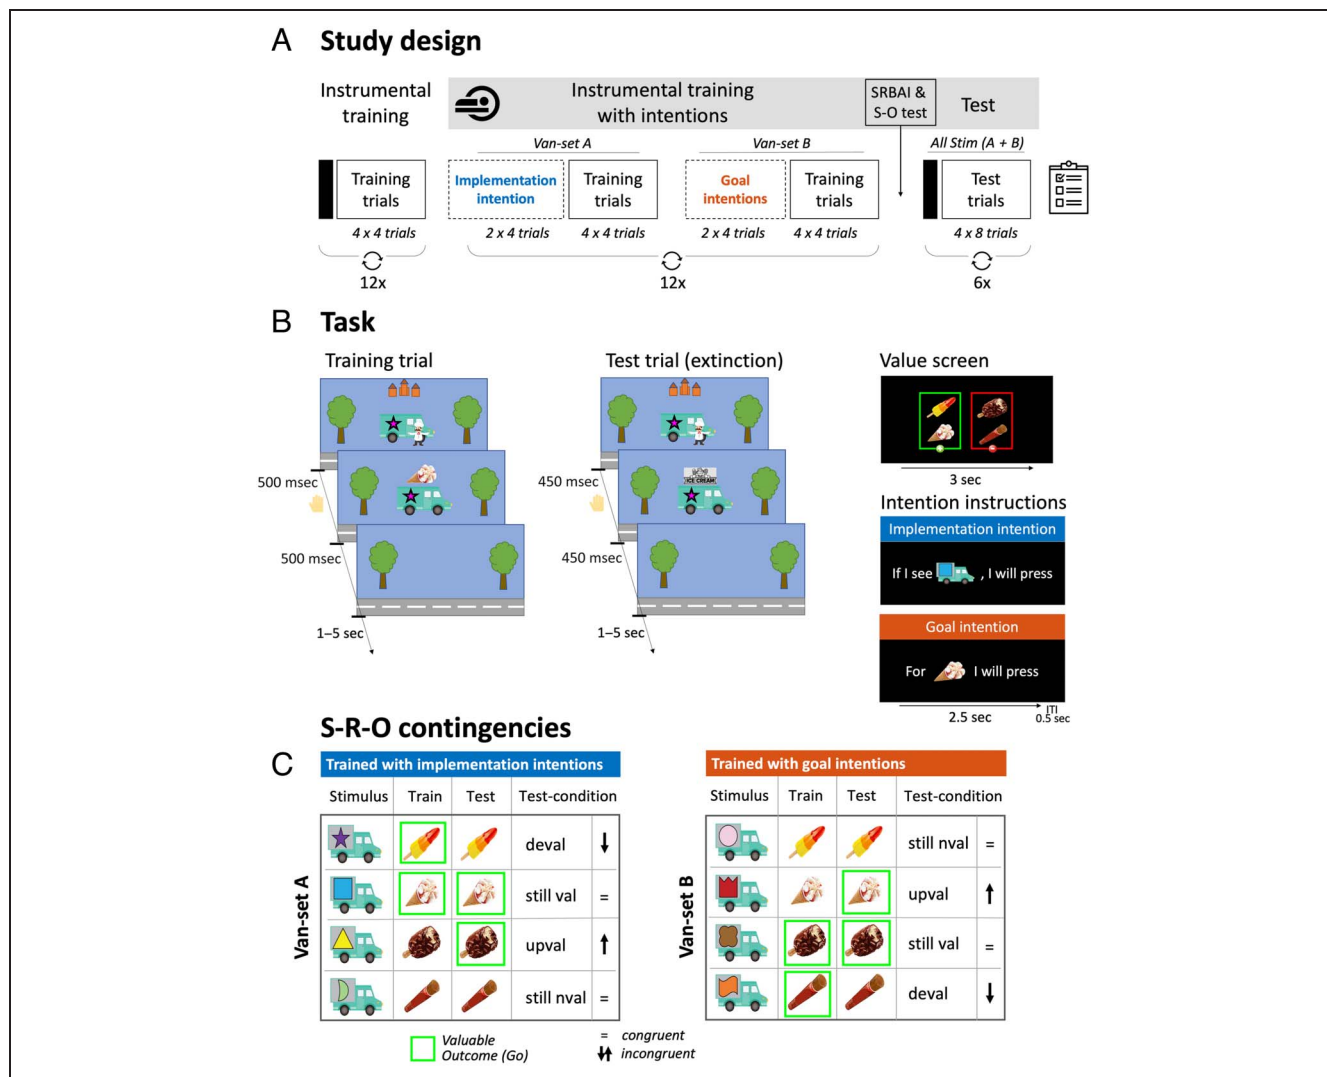 A Study design
Instrumental
training
Instrumental training
with intentions
SRBAI &
S-O test
Test
Van-set A
Van-set B
All Stim (A + B)
Training
trials
Implementation
intention
Training
trials
Goal
intentions
Training
trials
Test
trials
4 x 4 trials
2 x 4 trials
4 x 4 trials
2 x 4 trials
4 x 4 trials
4 x 8 trials
12x
12x
6x
B Task
Training trial
Test trial (extinction)
Value screen
500 msec
500 msec
1–5 sec
450 msec
ICE CREAM
450 msec
1–5 sec
3 sec
Intention instructions
Implementation intention
If I see , I will press
Goal intention
For I will press
2.5 sec
ITI
0.5 sec
S-R-O contingencies
C
Trained with implementation intentions
Stimulus Train Test Test-condition
Van-set A
deval ↓
still val =
upval ↑
still nval =
Trained with goal intentions
Stimulus Train Test Test-condition
Van-set B
still nval =
upval ↑
still val =
deval ↓
Valuable
Outcome (Go)
= congruent
↓↑ incongruent